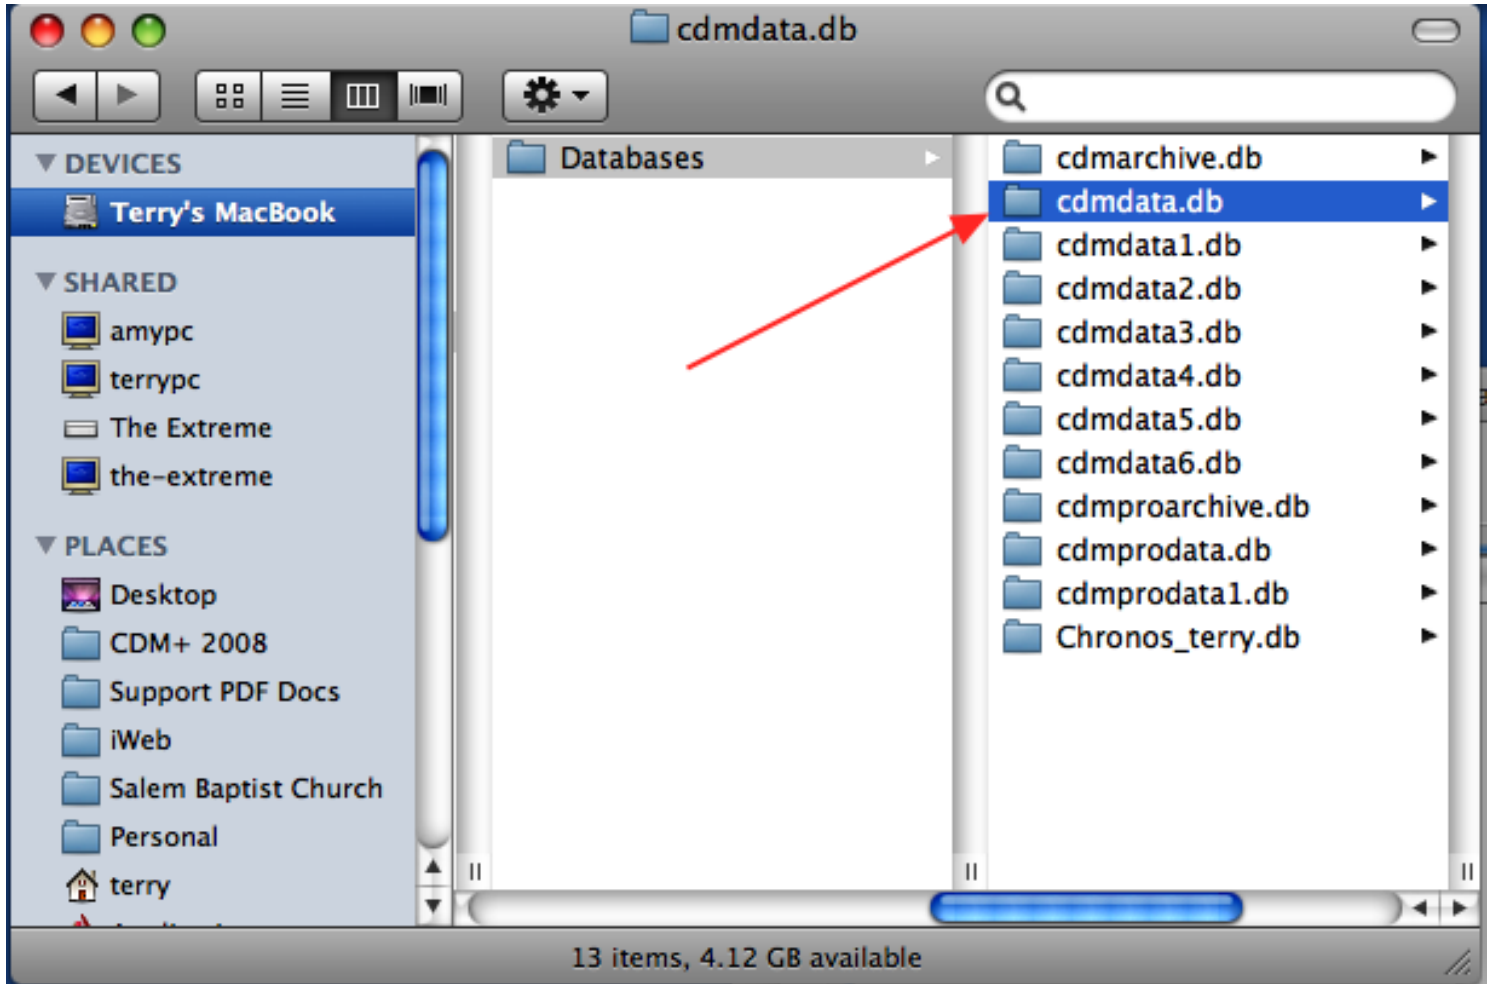 cdmdata.db
DEVICES
Terry's MacBook
SHARED
amypc
terrypc
The Extreme
the-extreme
PLACES
Desktop
CDM+ 2008
Support PDF Docs
iWeb
Salem Baptist Church
Personal
terry
Databases
cdmarchive.db
cdmdata.db
cdmdata1.db
cdmdata2.db
cdmdata3.db
cdmdata4.db
cdmdata5.db
cdmdata6.db
cdmproarchive.db
cdmprodata.db
cdmprodata1.db
Chronos_terry.db
13 items, 4.12 GB available